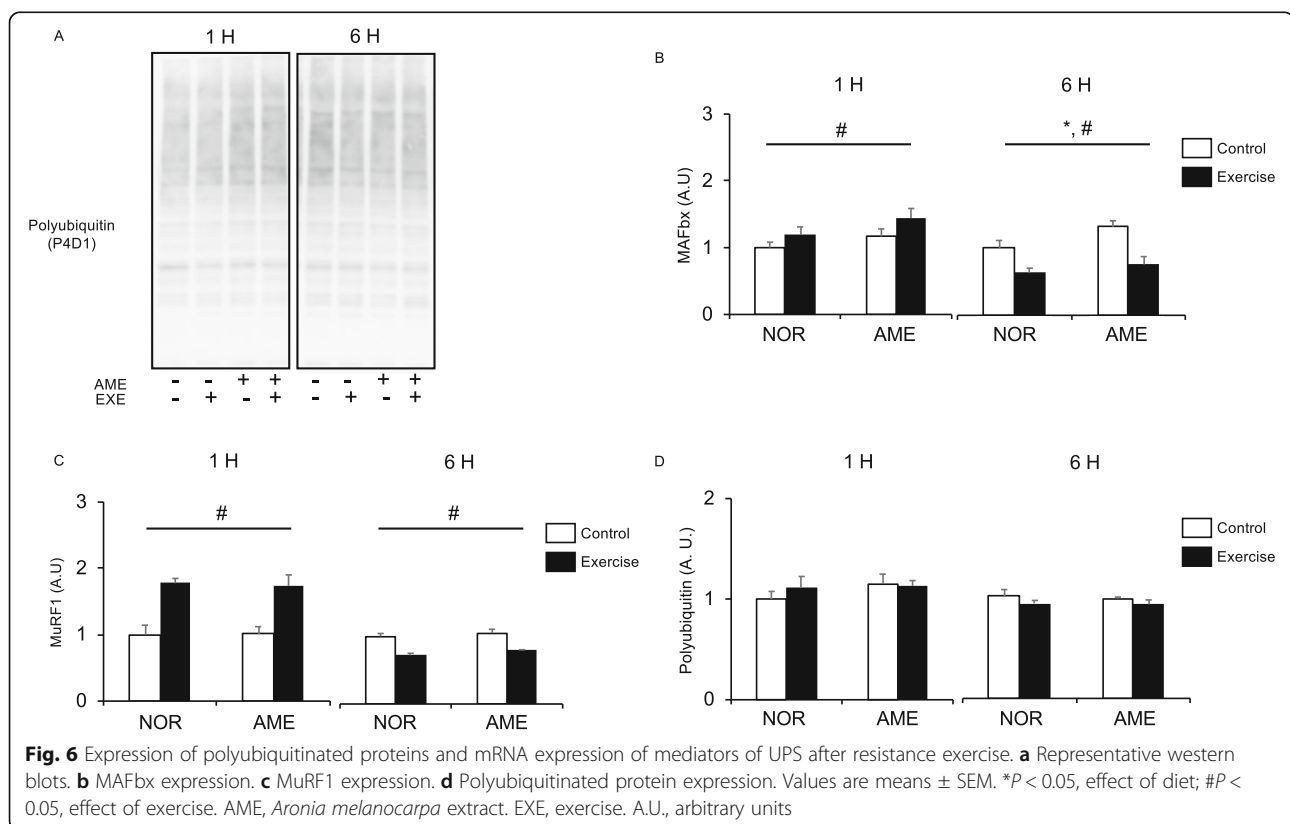 A
1 H 6 H
Polyubiquitin
(P4D1)
AME - - + + - - + +
EXE - + - + - + - +
B
1 H 6 H
MAFbx (A.U)
3
2
1
0
#
*, #
Control
Exercise
NOR AME NOR AME
C
1 H 6 H
MuRF1 (A.U)
3
2
1
0
#
#
Control
Exercise
NOR AME NOR AME
D
1 H 6 H
Polyubiquitin (A. U.)
2
1
0
Control
Exercise
NOR AME NOR AME
Fig. 6 Expression of polyubiquitinated proteins and mRNA expression of mediators of UPS after resistance exercise. a Representative western
blots. b MAFbx expression. c MuRF1 expression. d Polyubiquitinated protein expression. Values are means ± SEM. *P < 0.05, effect of diet; #P <
0.05, effect of exercise. AME, Aronia melanocarpa extract. EXE, exercise. A.U., arbitrary units